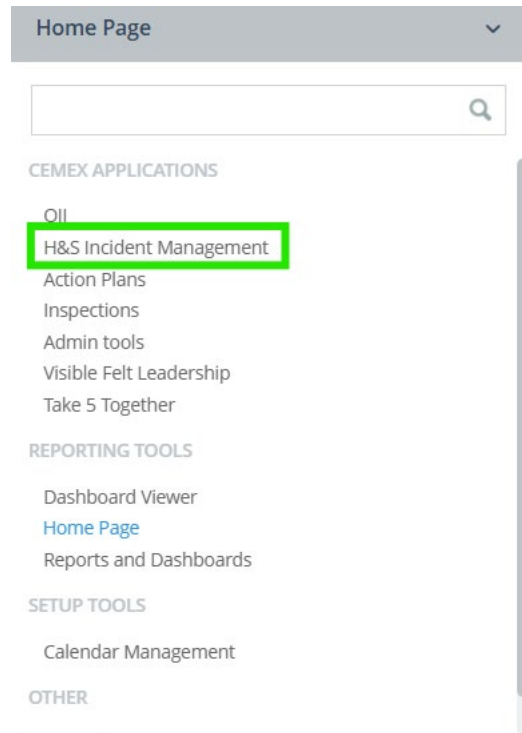 Home Page
CEMEX APPLICATIONS
OII
H&S Incident Management
Action Plans
Inspections
Admin tools
Visible Felt Leadership
Take 5 Together
REPORTING TOOLS
Dashboard Viewer
Home Page
Reports and Dashboards
SETUP TOOLS
Calendar Management
OTHER